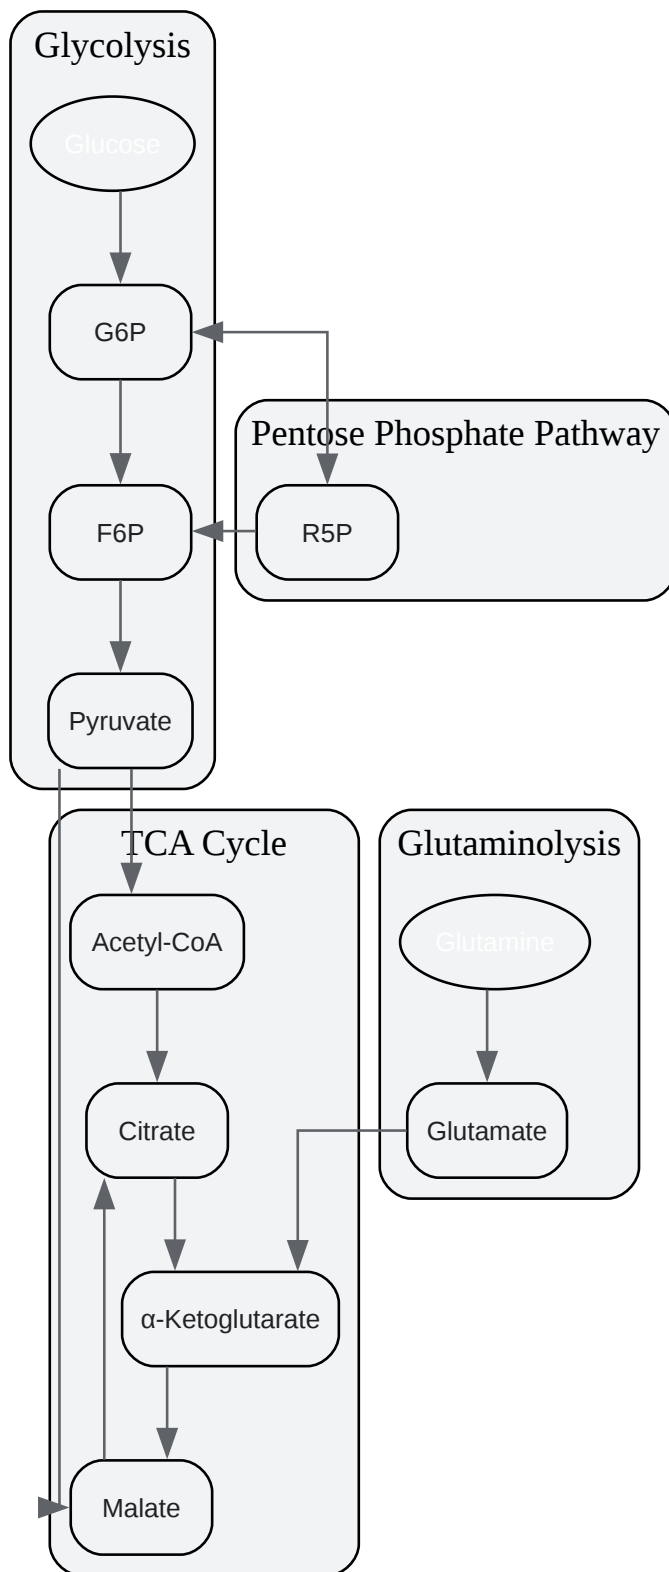 Glycolysis
Glucose
G6P
Pentose Phosphate Pathway
F6P
R5P
Pyruvate
TCA Cycle
Glutaminolysis
Acetyl-CoA
Glutamine
Citrate
Glutamate
α-Ketoglutarate
Malate